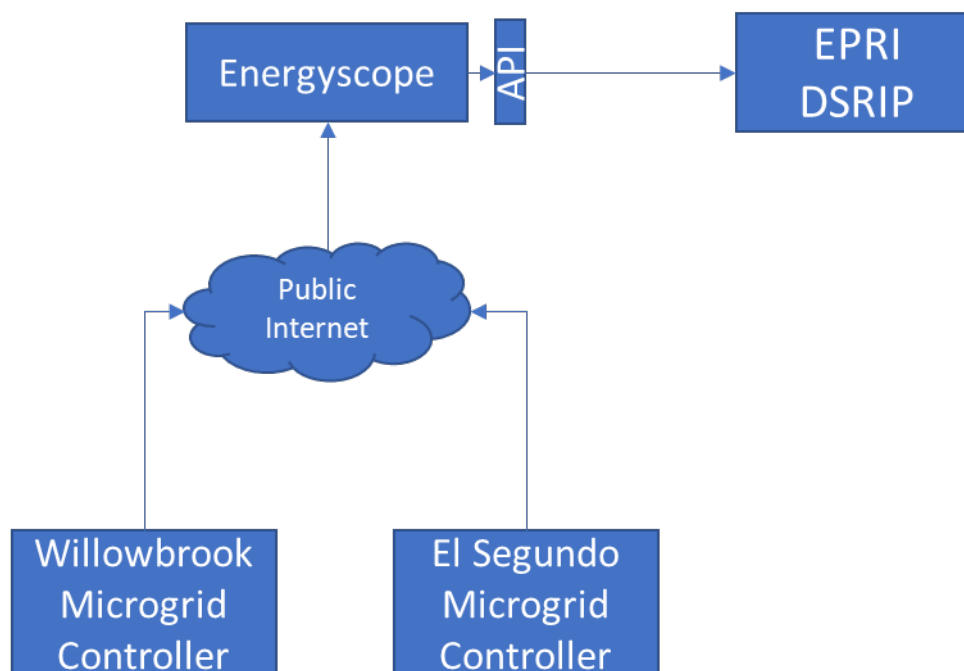 Energyscope
API
EPRI
DSRIP
Public
Internet
Willowbrook
Microgrid
Controller
El Segundo
Microgrid
Controller